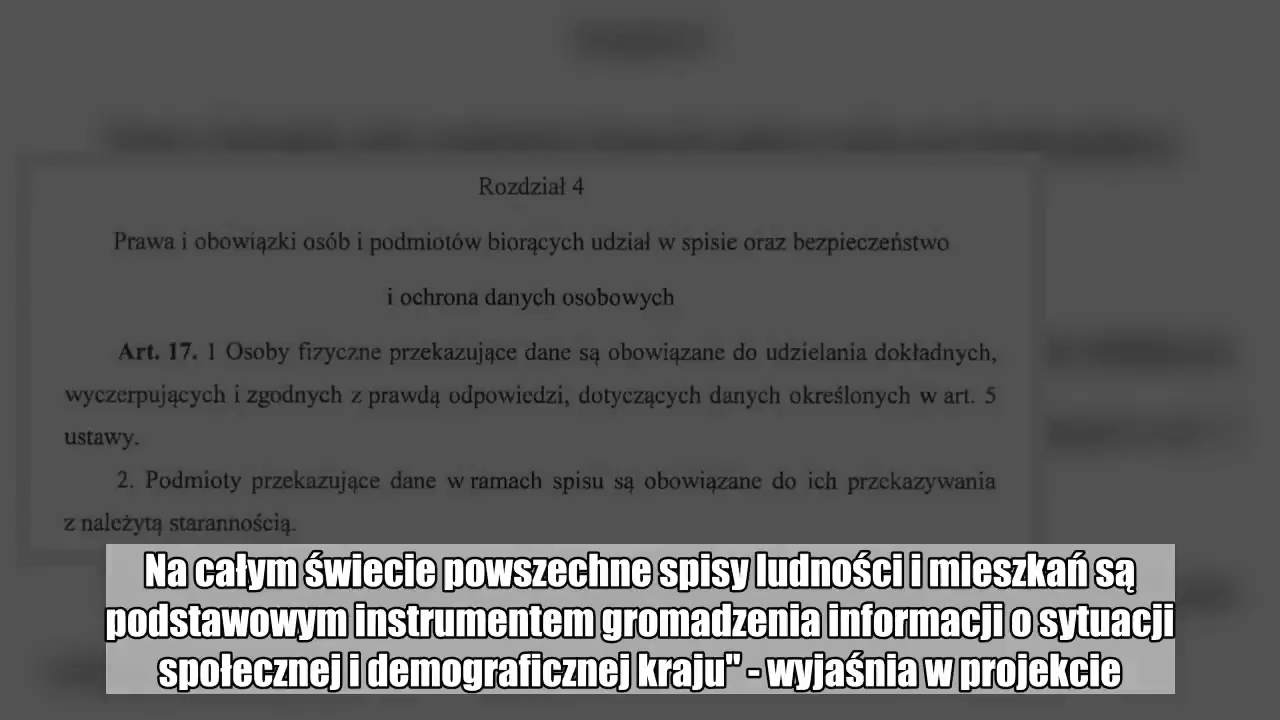 Rozdział 4
Prawa i obowiązki osób i podmiotów biorących udział w spisie oraz bezpieczeństwo
i ochrona danych osobowych
Art. 17. 1 Osoby fizyczne przekazujące dane są obowiązane do udzielania dokładnych,
wyczerpujących i zgodnych z prawdą odpowiedzi, dotyczących danych określonych w art. 5
ustawy.
2. Podmioty przekazujące dane w ramach spisu są obowiązane do ich przekazywania
z należytą starannością.
Na całym świecie powszechne spisy ludności i mieszkań są
podstawowym instrumentem gromadzenia informacji o sytuacji
społecznej i demograficznej kraju" - wyjaśnia w projekcie